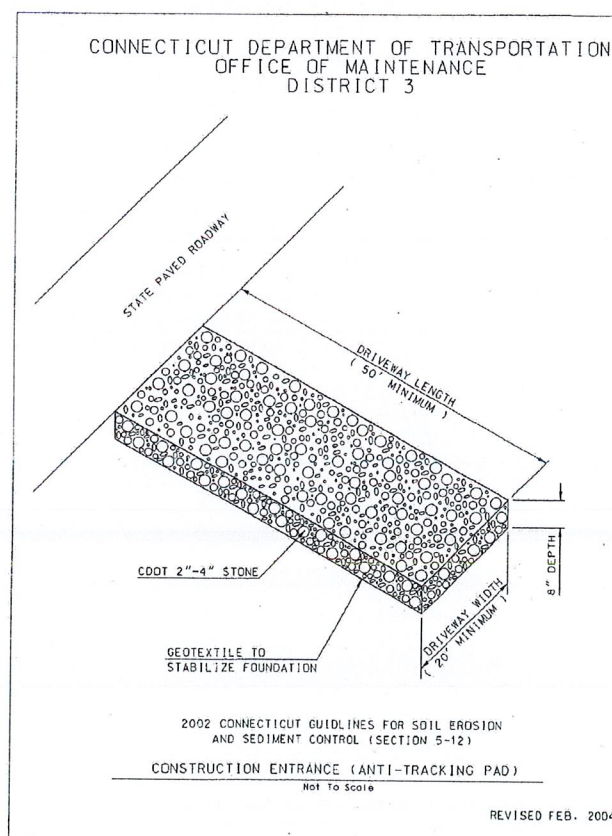 CONNECTICUT DEPARTMENT OF TRANSPORTATION
OFFICE OF MAINTENANCE
DISTRICT 3
STATE PAVED ROADWAY
DRIVEWAY LENGTH
( 50' MINIMUM )
8" DEPTH
CDOT 2"-4" STONE
DRIVEWAY WIDTH
( 20' MINIMUM )
GEOTEXTILE TO
STABILIZE FOUNDATION
2002 CONNECTICUT GUIDLINES FOR SOIL EROSION
AND SEDIMENT CONTROL (SECTION 5-12)
CONSTRUCTION ENTRANCE (ANTI-TRACKING PAD)
Not To Scale
REVISED FEB.